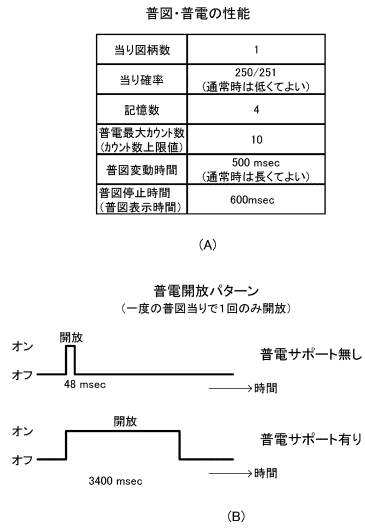 普図・普電の性能
当り図柄数 1
当り確率 250/251
(通常時は低くてよい)
記憶数 4
普電最大カウント数
(カウント数上限値) 10
普図変動時間 500 msec
(通常時は長くてよい)
普図停止時間
(普図表示時間) 600msec
(A)
普電開放パターン
(一度の普図当りで1回のみ開放)
開放
オン
オフ
普電サポート無し
48 msec
時間
開放
オン
オフ
普電サポート有り
時間
3400 msec
(B)